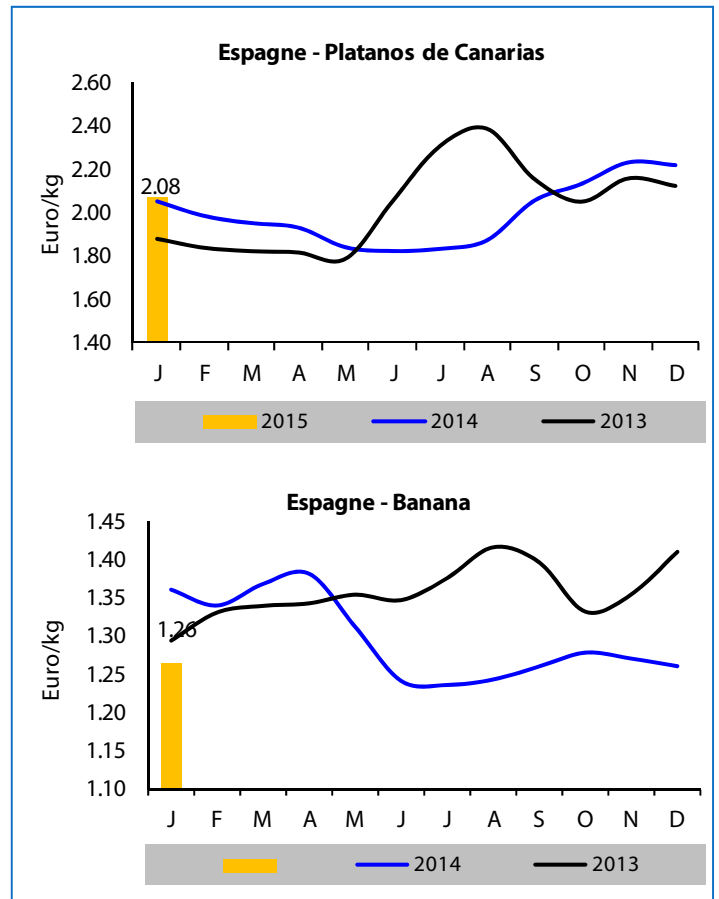 Espagne - Platanos de Canarias
2.60
2.40
2.20
2.08
2.00
1.80
1.60
1.40
Euro/kg
J F M A M J J A S O N D
2015 2014 2013
Espagne - Banana
1.45
1.40
1.35
1.30
1.26
1.25
1.20
1.15
1.10
Euro/kg
J F M A M J J A S O N D
2014 2013